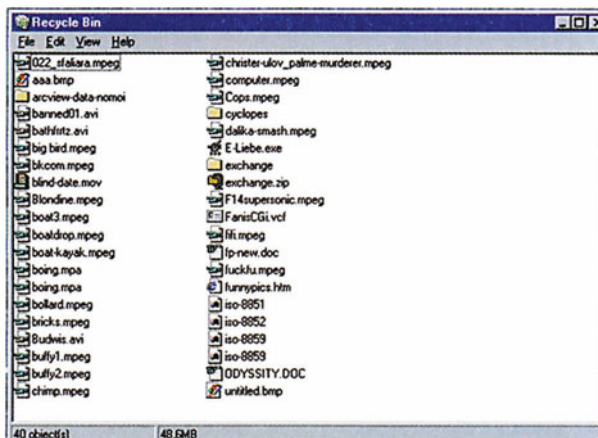 Recycle Bin
File Edit View Help
022_sfaliara.mpeg
aaa.bmp
arcview-data-nomoi
banned01.avi
bathfritz.avi
big bird.mpeg
bkcom.mpeg
blind-date.mov
Blondine.mpeg
boat3.mpeg
boatdrop.mpeg
boat-kayak.mpeg
boing.mpa
boing.mpa
bollard.mpeg
bricks.mpeg
Budwis.avi
buffy1.mpeg
buffy2.mpeg
chimp.mpeg
christer-ulov_palme-murderer.mpeg
computer.mpeg
Cops.mpeg
cyclopes
dalika-smash.mpeg
E-Liebe.exe
exchange
exchange.zip
F14supersonic.mpeg
FanisCGi.vcf
fifi.mpeg
fp-new.doc
fuckfu.mpeg
funnypics.htm
iso-8851
iso-8852
iso-8859
iso-8859
ODYSSITY.DOC
untitled.bmp
40 object(s) 48.6MB